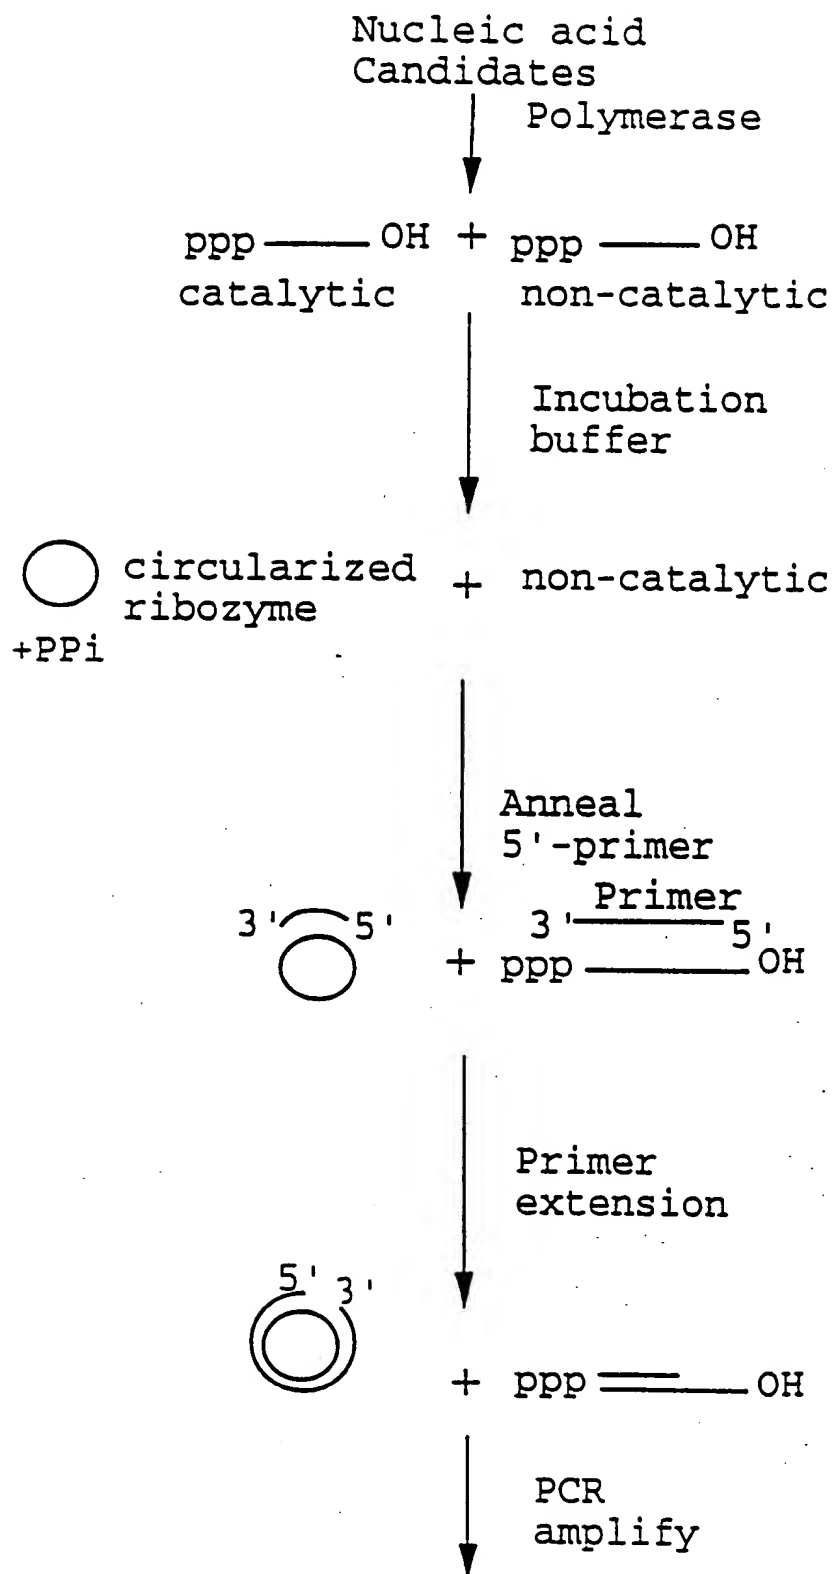 Nucleic acid
Candidates
Polymerase
ppp OH + ppp OH
catalytic non-catalytic
Incubation
buffer
circularized + non-catalytic
ribozyme
+PPi
Anneal
5'-primer
Primer
3' 5' 3' 5'
+ ppp OH
Primer
extension
5' 3'
+ ppp OH
PCR
amplify